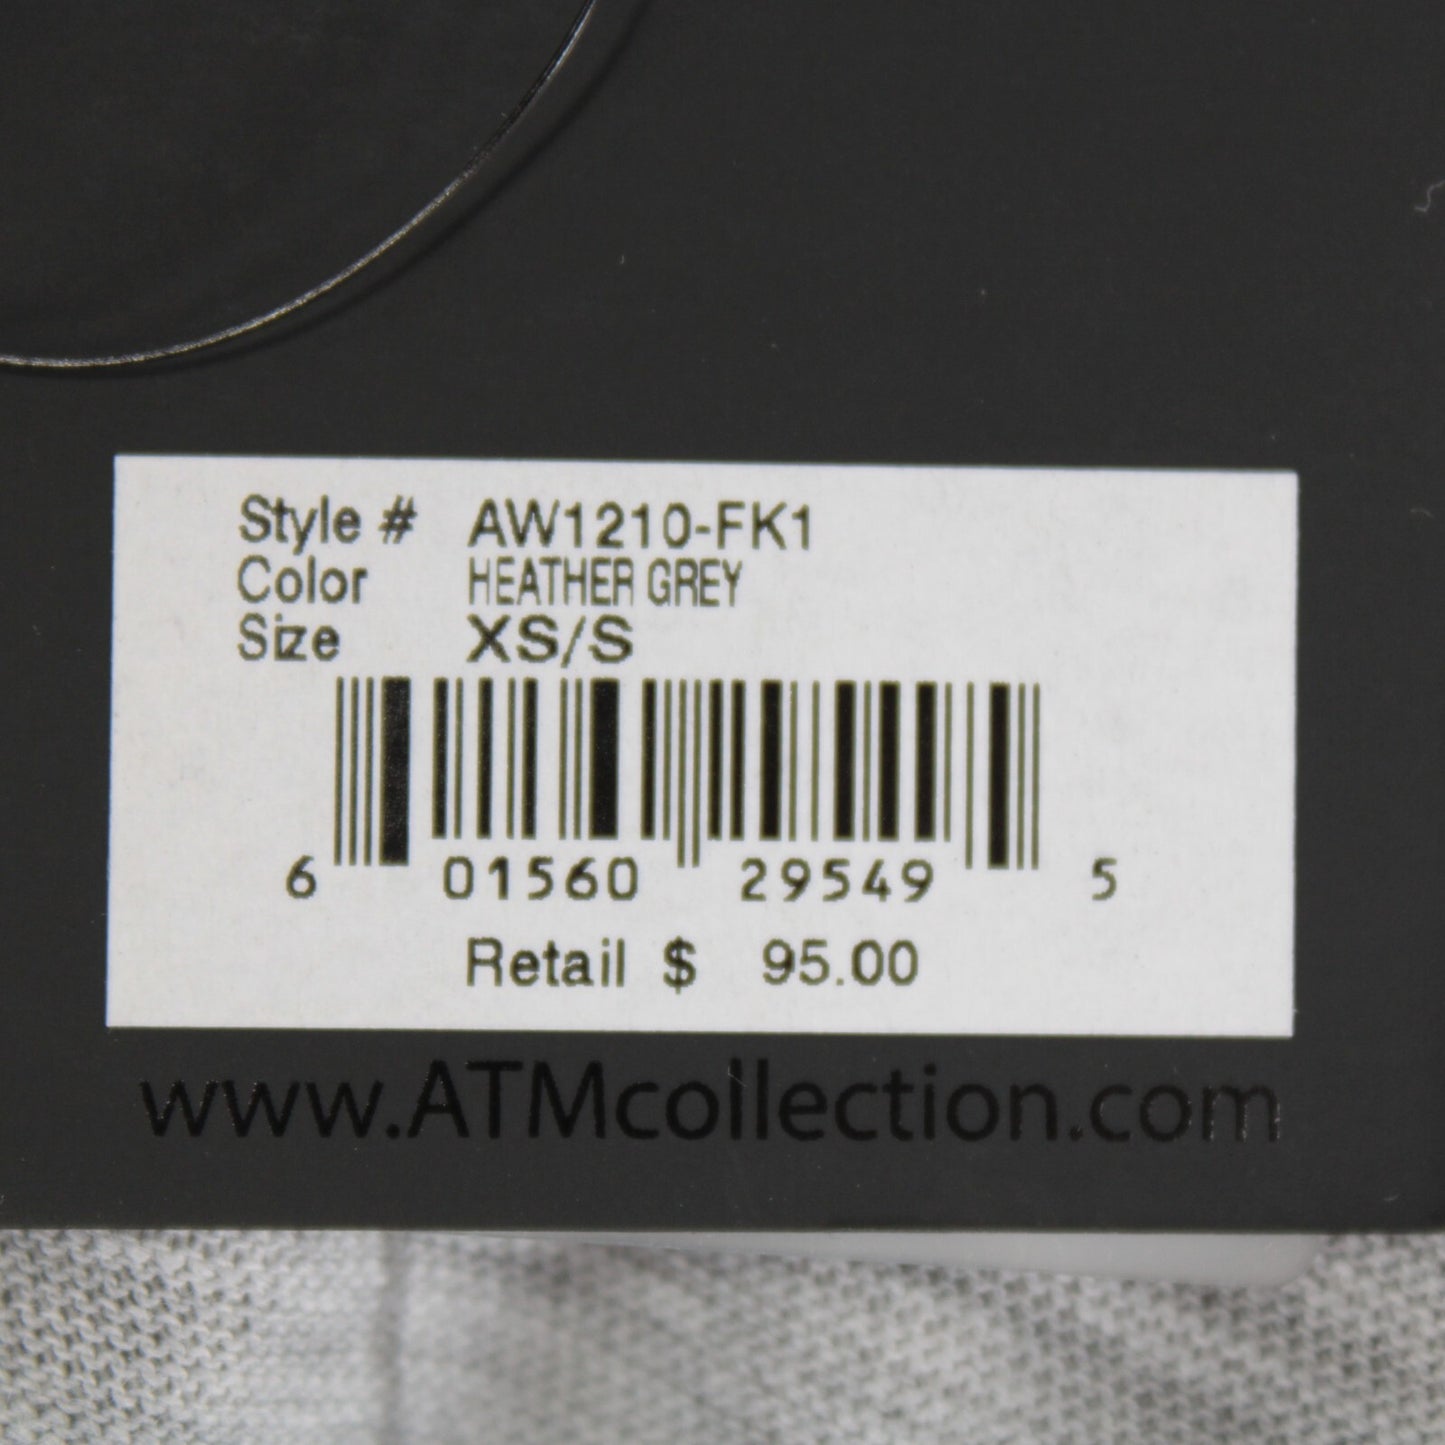 Style # AW1210-FK1
Color HEATHER GREY
Size XS/S
6 01560 29549 5
Retail $ 95.00
www.ATMcollection.com